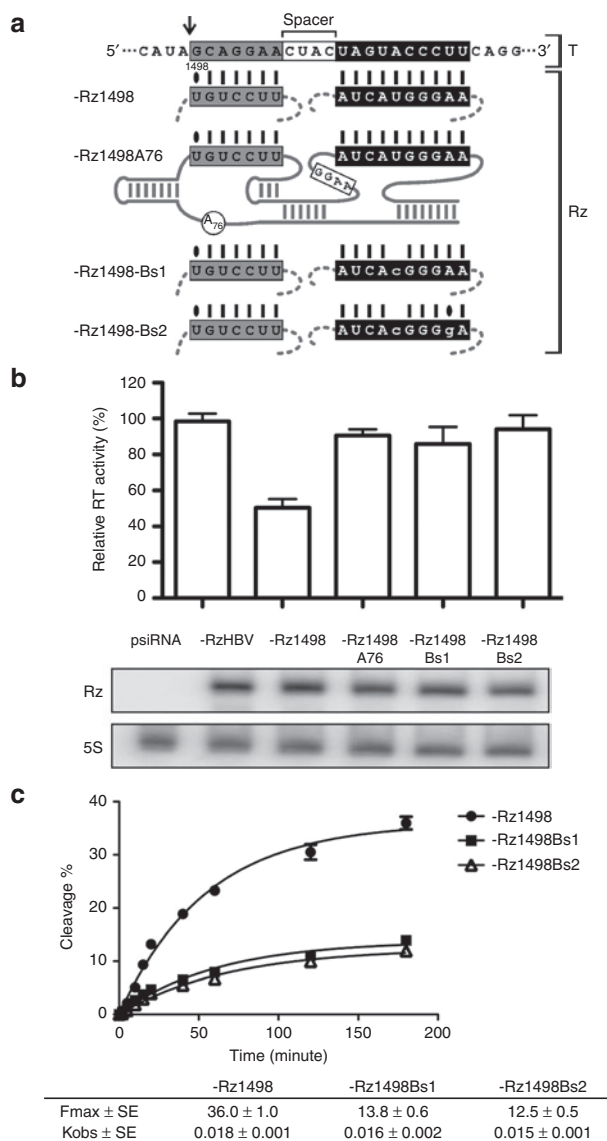 a
Spacer
5′···CAUAGCAGGAACUACUAGUACCCUUCAGG···3′ T
1498
-Rz1498 UGUCCUU AUCAUGGGAA
-Rz1498A76 UGUCCUU AUCAUGGGAA
GGAA
Rz
A76
-Rz1498-Bs1 UGUCCUU AUCAcGGGAA
-Rz1498-Bs2 UGUCCUU AUCAcGGGgA
b
Relative RT activity (%)
120
100
80
60
40
20
0
psiRNA -RzHBV -Rz1498 -Rz1498 -Rz1498 -Rz1498
A76 Bs1 Bs2
Rz
5S
c
Cleavage %
40
30
20
10
0
0 50 100 150 200
Time (minute)
-Rz1498
-Rz1498Bs1
-Rz1498Bs2
-Rz1498 -Rz1498Bs1 -Rz1498Bs2
Fmax ± SE 36.0 ± 1.0 13.8 ± 0.6 12.5 ± 0.5
Kobs ± SE 0.018 ± 0.001 0.016 ± 0.002 0.015 ± 0.001